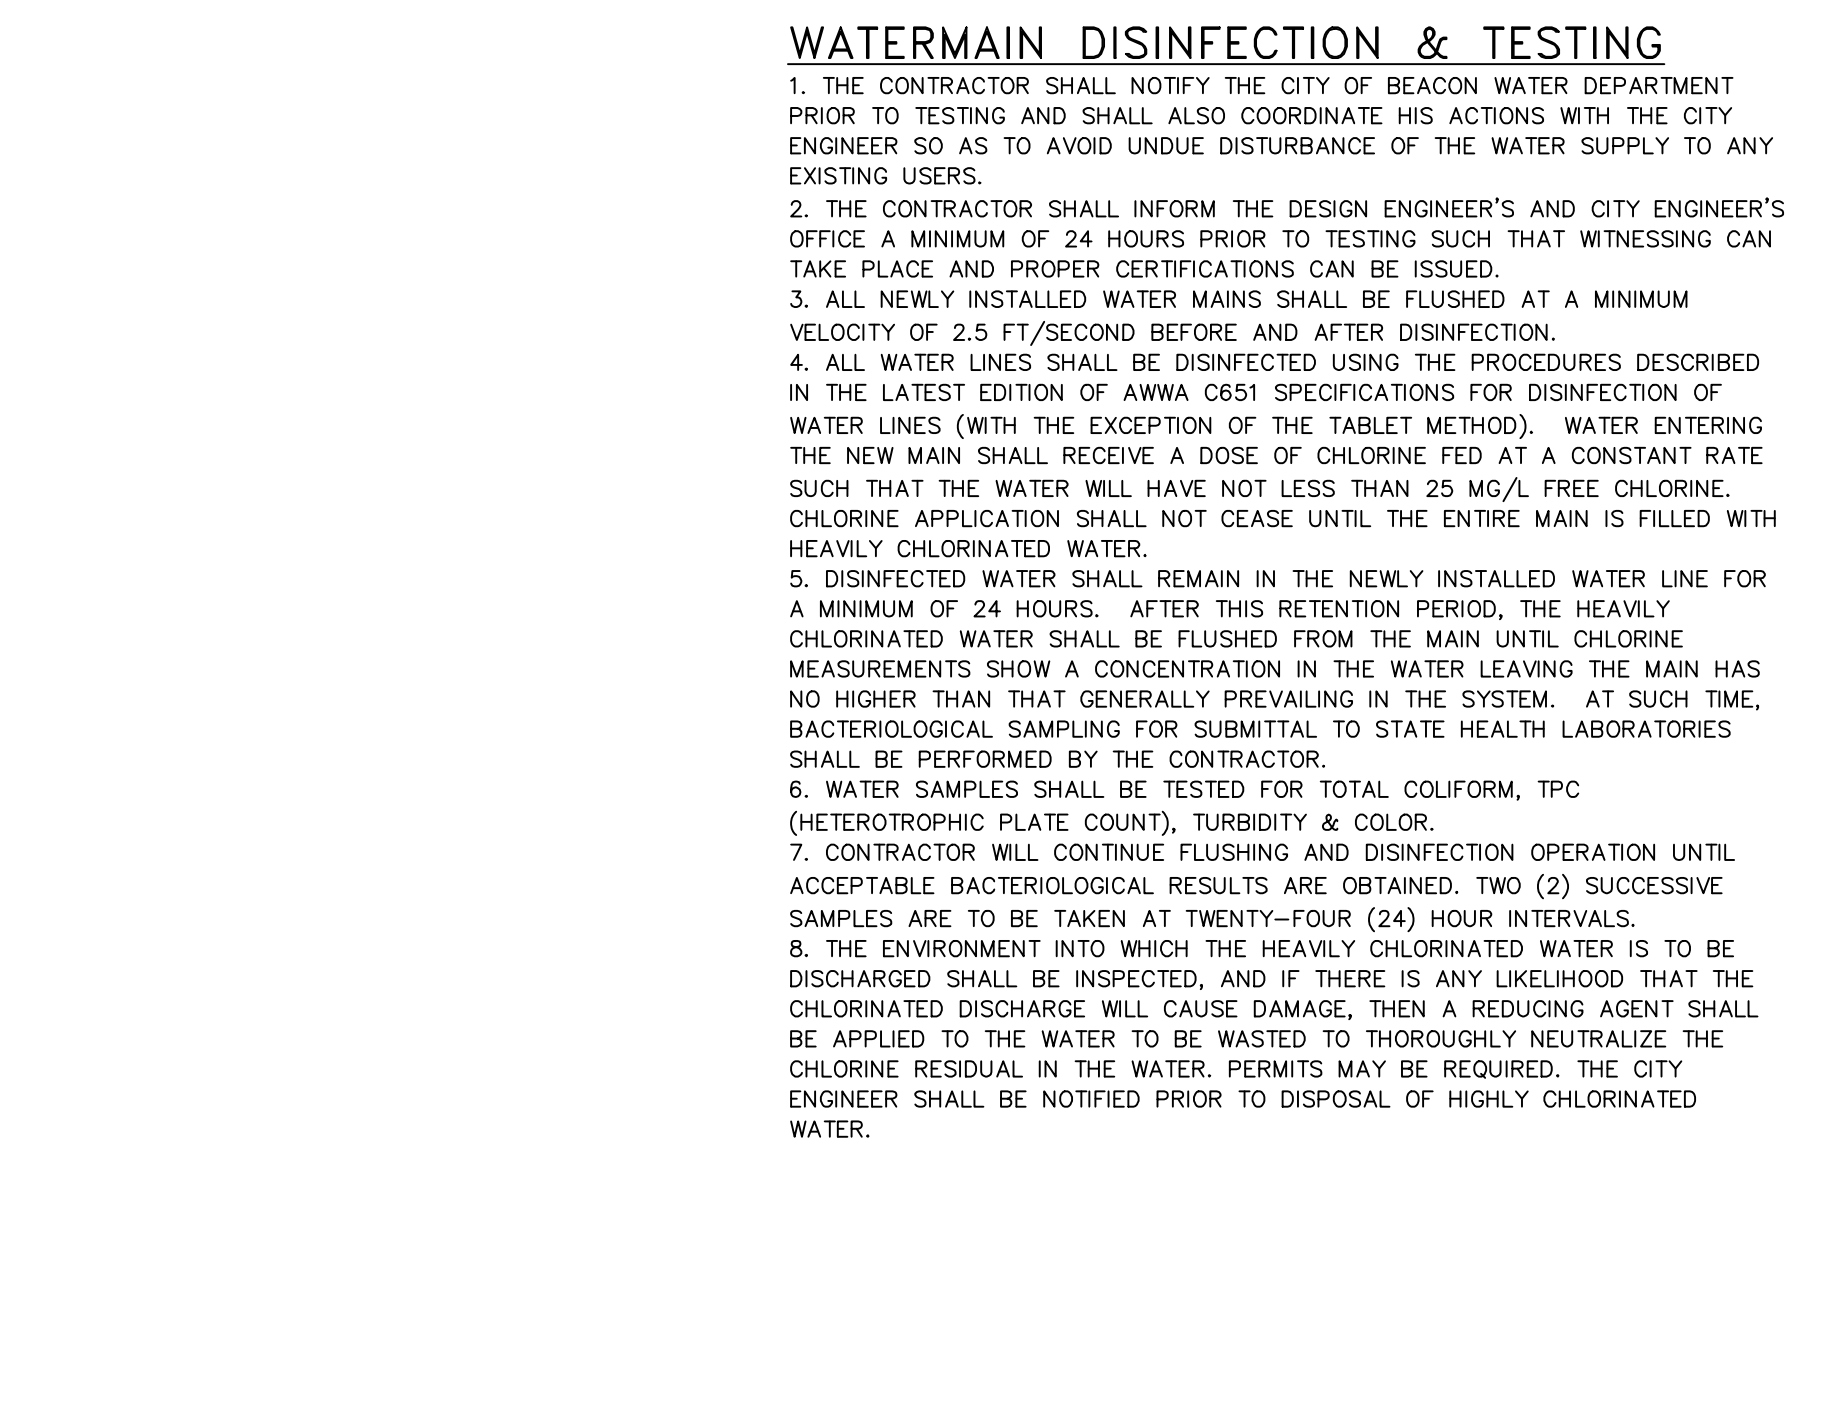 WATERMAIN DISINFECTION & TESTING
1. THE CONTRACTOR SHALL NOTIFY THE CITY OF BEACON WATER DEPARTMENT
PRIOR TO TESTING AND SHALL ALSO COORDINATE HIS ACTIONS WITH THE CITY
ENGINEER SO AS TO AVOID UNDUE DISTURBANCE OF THE WATER SUPPLY TO ANY
EXISTING USERS.
2. THE CONTRACTOR SHALL INFORM THE DESIGN ENGINEER'S AND CITY ENGINEER'S
OFFICE A MINIMUM OF 24 HOURS PRIOR TO TESTING SUCH THAT WITNESSING CAN
TAKE PLACE AND PROPER CERTIFICATIONS CAN BE ISSUED.
3. ALL NEWLY INSTALLED WATER MAINS SHALL BE FLUSHED AT A MINIMUM
VELOCITY OF 2.5 FT/SECOND BEFORE AND AFTER DISINFECTION.
4. ALL WATER LINES SHALL BE DISINFECTED USING THE PROCEDURES DESCRIBED
IN THE LATEST EDITION OF AWWA C651 SPECIFICATIONS FOR DISINFECTION OF
WATER LINES (WITH THE EXCEPTION OF THE TABLET METHOD). WATER ENTERING
THE NEW MAIN SHALL RECEIVE A DOSE OF CHLORINE FED AT A CONSTANT RATE
SUCH THAT THE WATER WILL HAVE NOT LESS THAN 25 MG/L FREE CHLORINE.
CHLORINE APPLICATION SHALL NOT CEASE UNTIL THE ENTIRE MAIN IS FILLED WITH
HEAVILY CHLORINATED WATER.
5. DISINFECTED WATER SHALL REMAIN IN THE NEWLY INSTALLED WATER LINE FOR
A MINIMUM OF 24 HOURS. AFTER THIS RETENTION PERIOD, THE HEAVILY
CHLORINATED WATER SHALL BE FLUSHED FROM THE MAIN UNTIL CHLORINE
MEASUREMENTS SHOW A CONCENTRATION IN THE WATER LEAVING THE MAIN HAS
NO HIGHER THAN THAT GENERALLY PREVAILING IN THE SYSTEM. AT SUCH TIME,
BACTERIOLOGICAL SAMPLING FOR SUBMITTAL TO STATE HEALTH LABORATORIES
SHALL BE PERFORMED BY THE CONTRACTOR.
6. WATER SAMPLES SHALL BE TESTED FOR TOTAL COLIFORM, TPC
(HETEROTROPHIC PLATE COUNT), TURBIDITY & COLOR.
7. CONTRACTOR WILL CONTINUE FLUSHING AND DISINFECTION OPERATION UNTIL
ACCEPTABLE BACTERIOLOGICAL RESULTS ARE OBTAINED. TWO (2) SUCCESSIVE
SAMPLES ARE TO BE TAKEN AT TWENTY-FOUR (24) HOUR INTERVALS.
8. THE ENVIRONMENT INTO WHICH THE HEAVILY CHLORINATED WATER IS TO BE
DISCHARGED SHALL BE INSPECTED, AND IF THERE IS ANY LIKELIHOOD THAT THE
CHLORINATED DISCHARGE WILL CAUSE DAMAGE, THEN A REDUCING AGENT SHALL
BE APPLIED TO THE WATER TO BE WASTED TO THOROUGHLY NEUTRALIZE THE
CHLORINE RESIDUAL IN THE WATER. PERMITS MAY BE REQUIRED. THE CITY
ENGINEER SHALL BE NOTIFIED PRIOR TO DISPOSAL OF HIGHLY CHLORINATED
WATER.